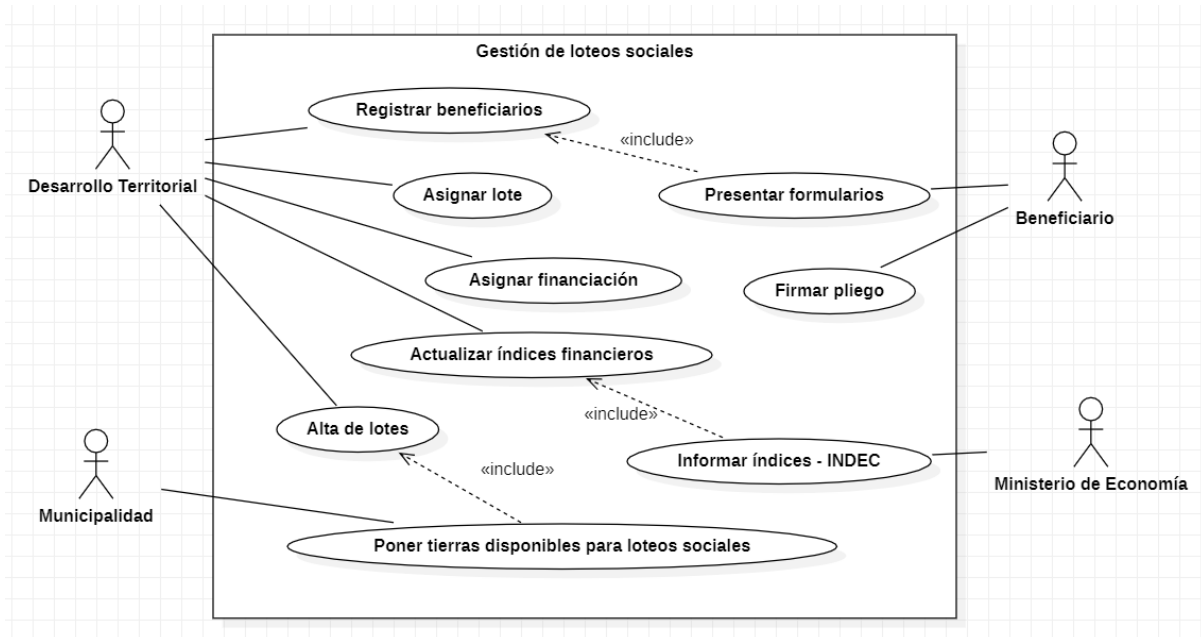 Gestión de loteos sociales
Registrar beneficiarios
«include»
Desarrollo Territorial
Asignar lote
Presentar formularios
Beneficiario
Asignar financiación
Firmar pliego
Actualizar índices financieros
«include»
Alta de lotes
Informar índices - INDEC
«include»
Ministerio de Economía
Municipalidad
Poner tierras disponibles para loteos sociales